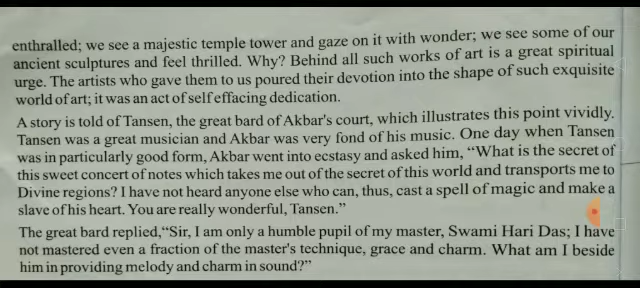 enthralled; we see a majestic temple tower and gaze on it with wonder; we see some of our
ancient sculptures and feel thrilled. Why? Behind all such works of art is a great spiritual
urge. The artists who gave them to us poured their devotion into the shape of such exquisite
world of art; it was an act of self effacing dedication.
A story is told of Tansen, the great bard of Akbar's court, which illustrates this point vividly.
Tansen was a great musician and Akbar was very fond of his music. One day when Tansen
was in particularly good form, Akbar went into ecstasy and asked him, “What is the secret of
this sweet concert of notes which takes me out of the secret of this world and transports me to
Divine regions? I have not heard anyone else who can, thus, cast a spell of magic and make a
slave of his heart. You are really wonderful, Tansen.”
The great bard replied,“Sir, I am only a humble pupil of my master, Swami Hari Das; I have
not mastered even a fraction of the master's technique, grace and charm. What am I beside
him in providing melody and charm in sound?”